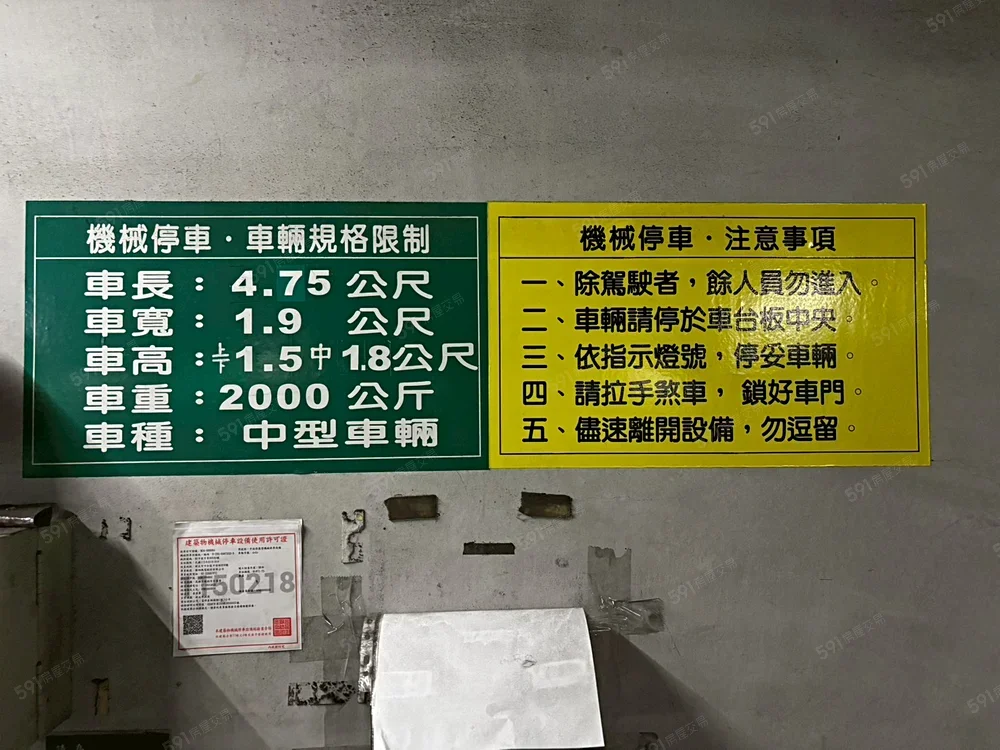 機械停車・車輛規格限制
車長：4.75 公尺
車寬：1.9 公尺
車高：卡1.5中1.8公尺
車重：2000 公斤
車種：中型車輛
機械停車・注意事項
一、除駕駛者，餘人員勿進入。
二、車輛請停於車台板中央。
三、依指示燈號，停妥車輛。
四、請拉手煞車，鎖好車門。
五、儘速離開設備，勿逗留。
建築物機械停車設備使用許可證
150218